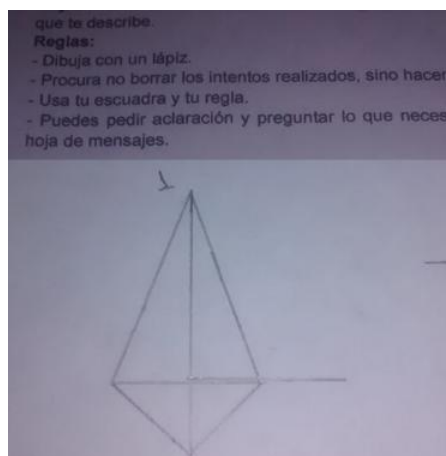 que te describe.
Reglas:
- Dibuja con un lápiz.
- Procura no borrar los intentos realizados, sino hacer
- Usa tu escuadra y tu regla.
- Puedes pedir aclaración y preguntar lo que neces
hoja de mensajes.
1